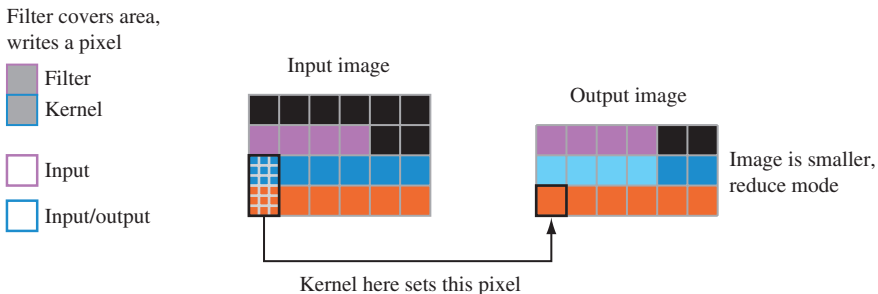 Filter covers area,
writes a pixel
Filter
Kernel
Input
Input/output
Input image
Output image
Image is smaller,
reduce mode
Kernel here sets this pixel